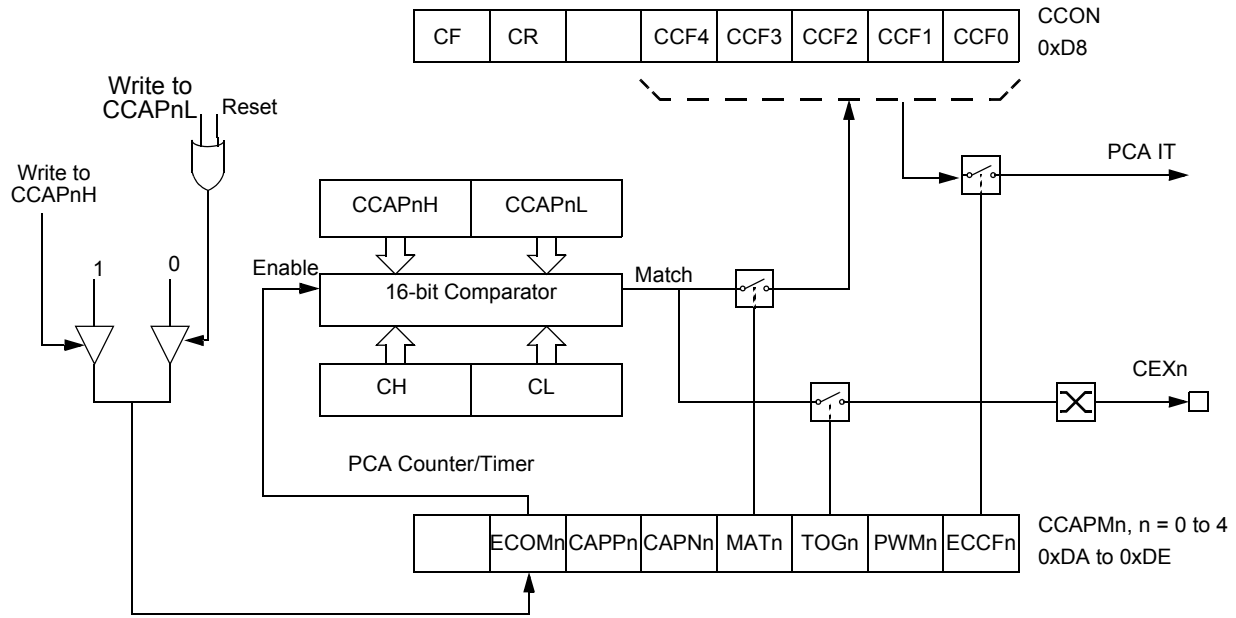 CF CR CCF4 CCF3 CCF2 CCF1 CCF0
CCON
0xD8
Write to
CCAPnL
Reset
Write to
CCAPnH
PCA IT
CCAPnH CCAPnL
1
0
Enable
16-bit Comparator
Match
CH CL
CEXn
PCA Counter/Timer
ECOMn CAPPn CAPNn MATn TOGn PWMn ECCFn
CCAPMn, n = 0 to 4
0xDA to 0xDE